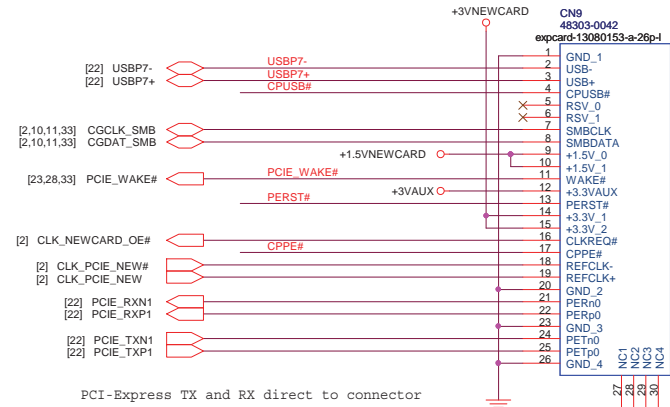 +3VNEWCARD
CN9
48303-0042
expcard-13080153-a-26p-l
1 GND_1
[22] USBP7- USBP7- 2 USB-
[22] USBP7+ USBP7+ 3 USB+
CPUSB# 4 CPUSB#
5 RSV_0
6 RSV_1
[2,10,11,33] CGCLK_SMB 7 SMBCLK
[2,10,11,33] CGDAT_SMB 8 SMBDATA
+1.5VNEWCARD 9 +1.5V_0
10 +1.5V_1
[23,28,33] PCIE_WAKE# PCIE_WAKE# 11 WAKE#
+3VAUX 12 +3.3VAUX
PERST# 13 PERST#
14 +3.3V_1
15 +3.3V_2
[2] CLK_NEWCARD_OE# 16 CLKREQ#
CPPE# 17 CPPE#
[2] CLK_PCIE_NEW# 18 REFCLK-
[2] CLK_PCIE_NEW 19 REFCLK+
20 GND_2
[22] PCIE_RXN1 21 PERn0
[22] PCIE_RXP1 22 PERp0
23 GND_3
[22] PCIE_TXN1 24 PETn0
[22] PCIE_TXP1 25 PETp0
26 GND_4
NC1 NC2 NC3 NC4
27 28 29 30
PCI-Express TX and RX direct to connector